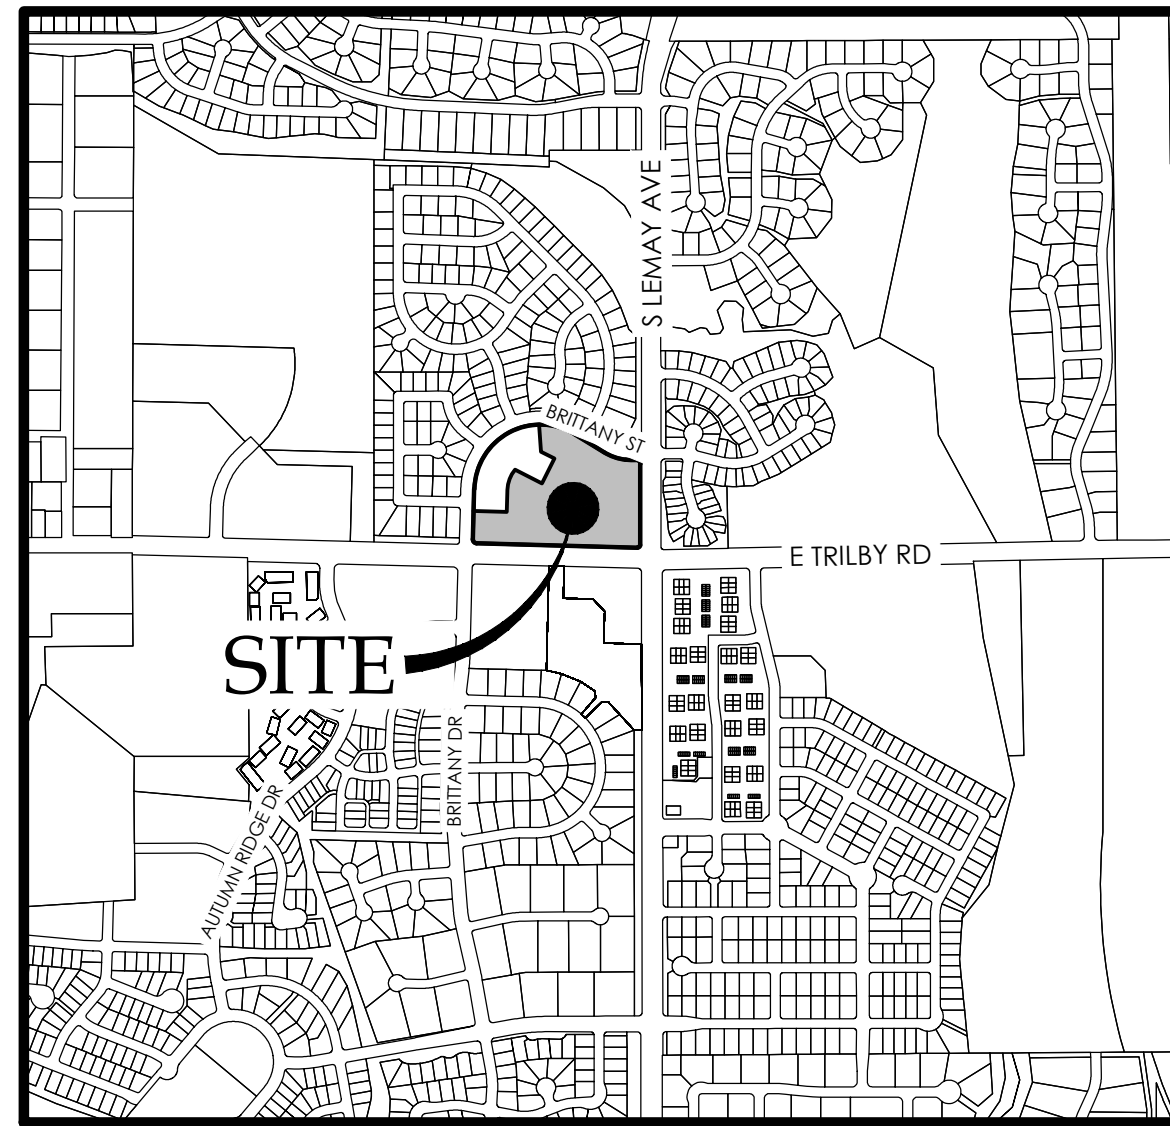 S LEMAY AVE
BRITTANY ST
E TRILBY RD
SITE
BRITTANY DR
AUTUMN RIDGE DR